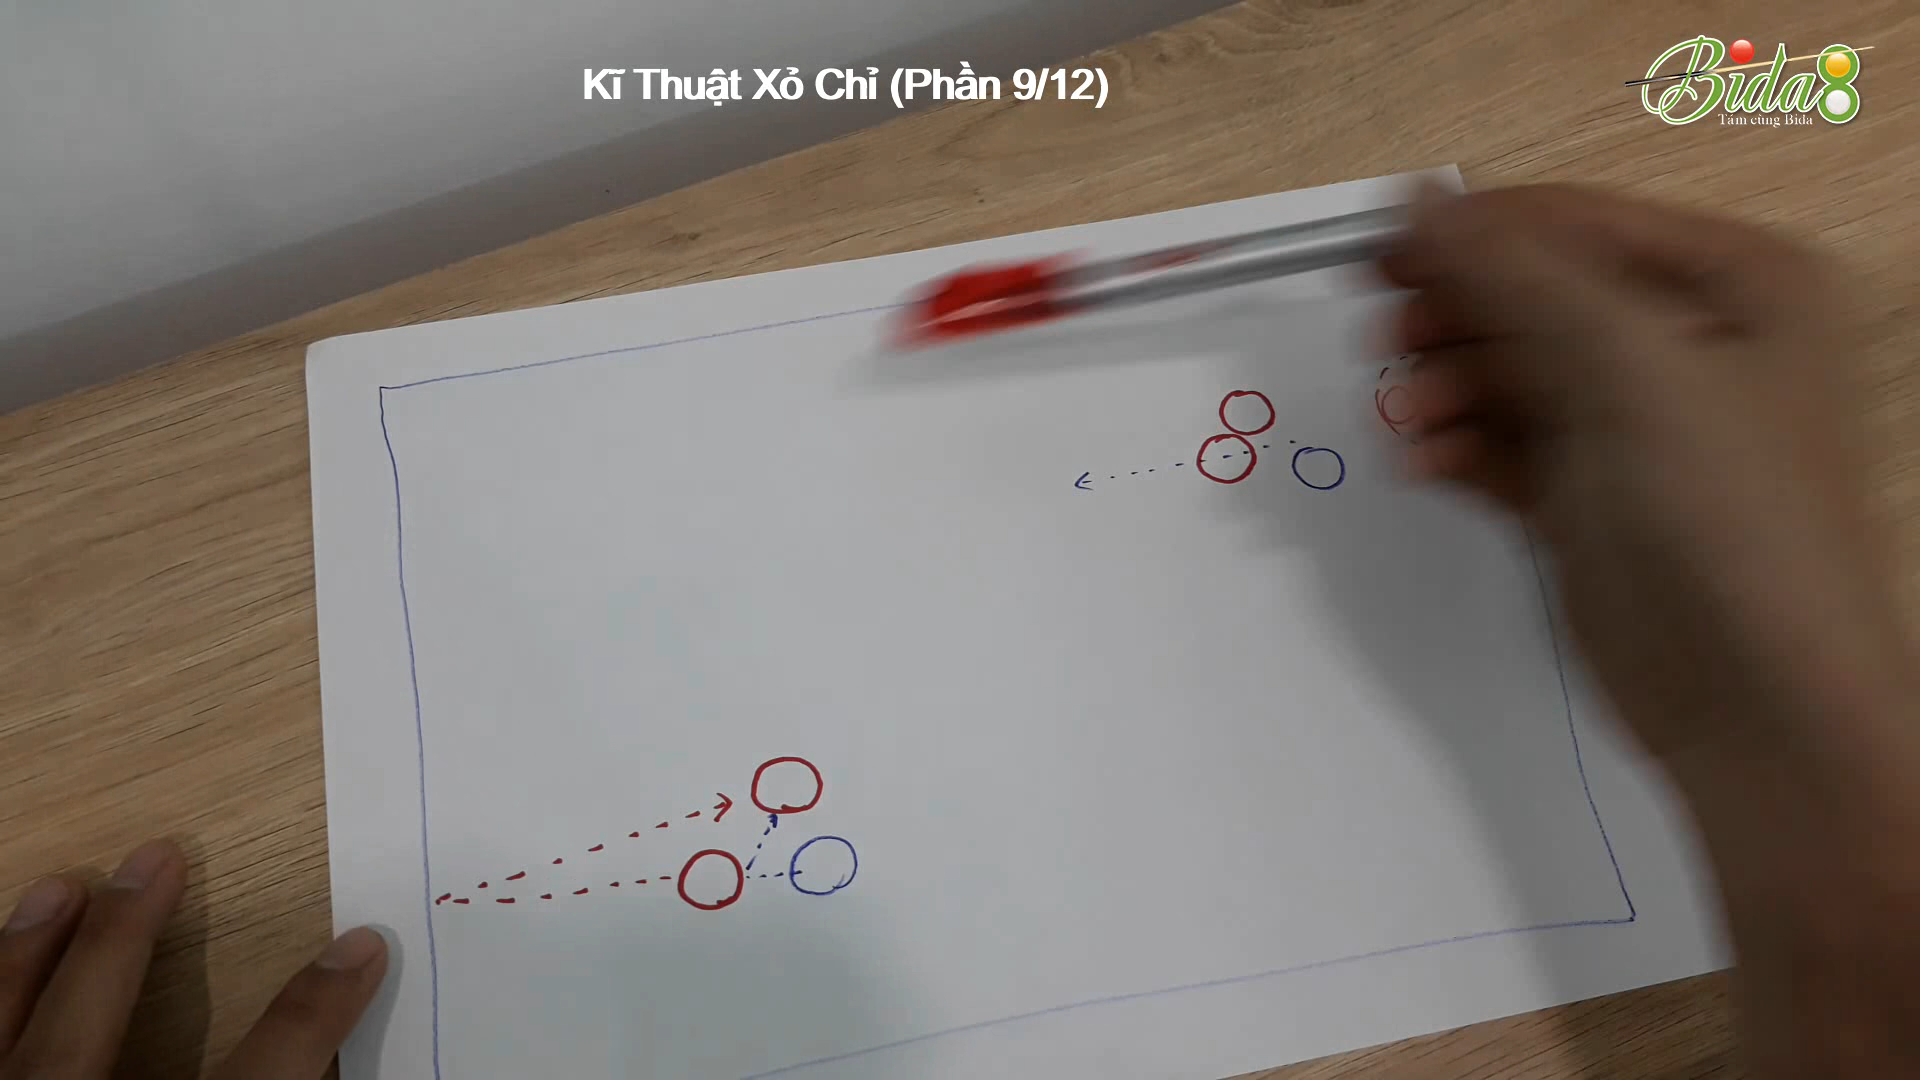 Kĩ Thuật Xỏ Chỉ (Phần 9/12)
Bida8
Tám cùng Bida